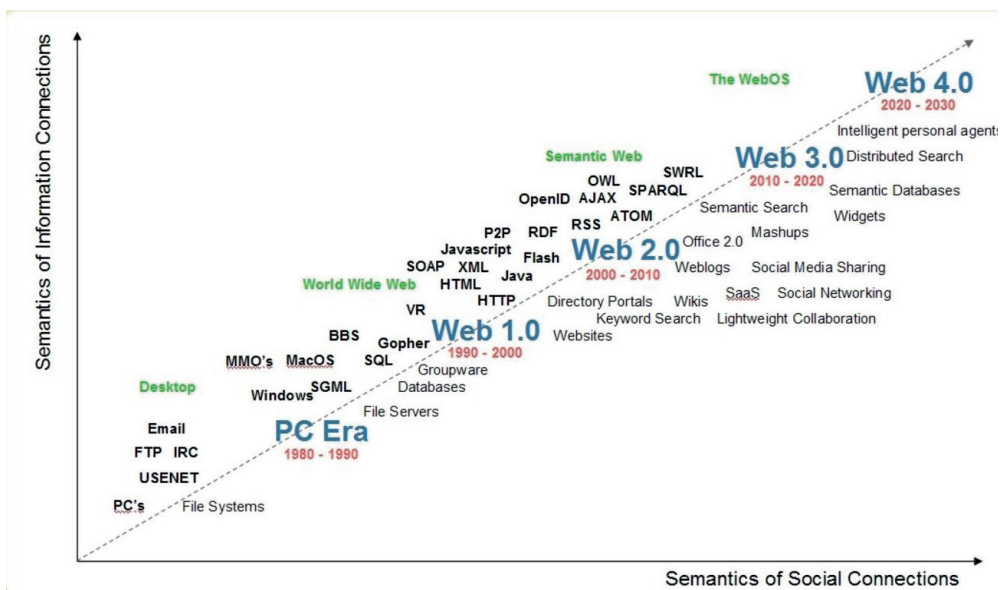 Semantics of Information Connections
The WebOS
Web 4.0
2020 - 2030
Intelligent personal agents
Semantic Web
Web 3.0
2010 - 2020
Distributed Search
SWRL
OWL
SPARQL
OpenID
AJAX
Semantic Databases
Semantic Search
ATOM
Widgets
RSS
P2P
RDF
Mashups
Office 2.0
Javascript
Web 2.0
2000 - 2010
Flash
SOAP
XML
Weblogs
Social Media Sharing
Java
World Wide Web
HTML
SaaS
Social Networking
HTTP
Directory Portals
Wikis
VR
Keyword Search
Lightweight Collaboration
Web 1.0
1990 - 2000
BBS
Gopher
Websites
MMO's
MacOS
SQL
Groupware
Desktop
SGML
Databases
Windows
File Servers
Email
PC Era
1980 - 1990
FTP
IRC
USENET
PC's
File Systems
Semantics of Social Connections